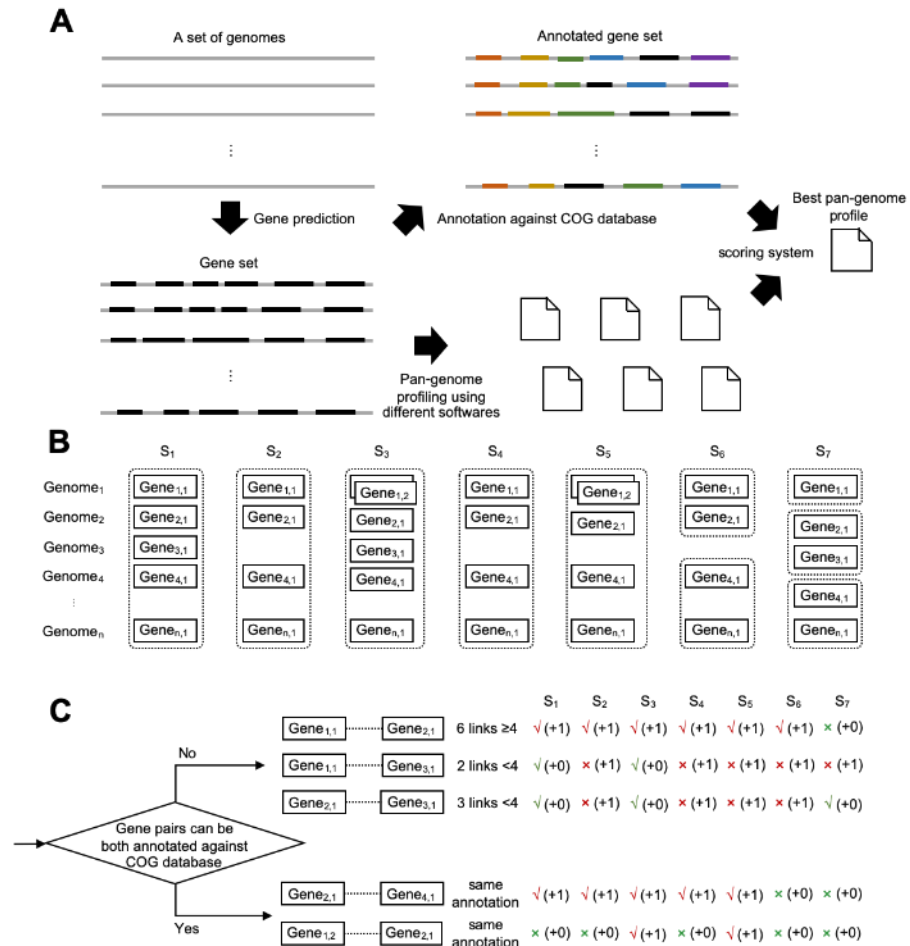 A
A set of genomes
Annotated gene set
⋮
⋮
Gene prediction
Annotation against COG database
Best pan-genome
profile
scoring system
Gene set
⋮
Pan-genome
profiling using
different softwares
B
S1 S2 S3 S4 S5 S6 S7
Genome1 Gene1,1 Gene1,1 Gene1,2 Gene1,1 Gene1,2 Gene1,1 Gene1,1
Genome2 Gene2,1 Gene2,1 Gene2,1 Gene2,1 Gene2,1 Gene2,1 Gene2,1
Genome3 Gene3,1 Gene3,1 Gene3,1
Genome4 Gene4,1 Gene4,1 Gene4,1 Gene4,1 Gene4,1 Gene4,1 Gene4,1
⋮
Genomen Genen,1 Genen,1 Genen,1 Genen,1 Genen,1 Genen,1 Genen,1
C
S1 S2 S3 S4 S5 S6 S7
Gene1,1 Gene2,1 6 links ≥4 √(+1) √(+1) √(+1) √(+1) √(+1) √(+1) ×(+0)
No
Gene1,1 Gene3,1 2 links <4 √(+0) ×(+1) √(+0) ×(+1) ×(+1) ×(+1) ×(+1)
Gene2,1 Gene3,1 3 links <4 √(+0) ×(+1) √(+0) ×(+1) ×(+1) ×(+1) √(+0)
Gene pairs can be
both annotated against
COG database
Yes
Gene2,1 Gene4,1 same
annotation √(+1) √(+1) √(+1) √(+1) √(+1) ×(+0) ×(+0)
Gene1,2 Gene2,1 same
annotation ×(+0) ×(+0) √(+1) ×(+0) √(+1) ×(+0) ×(+0)